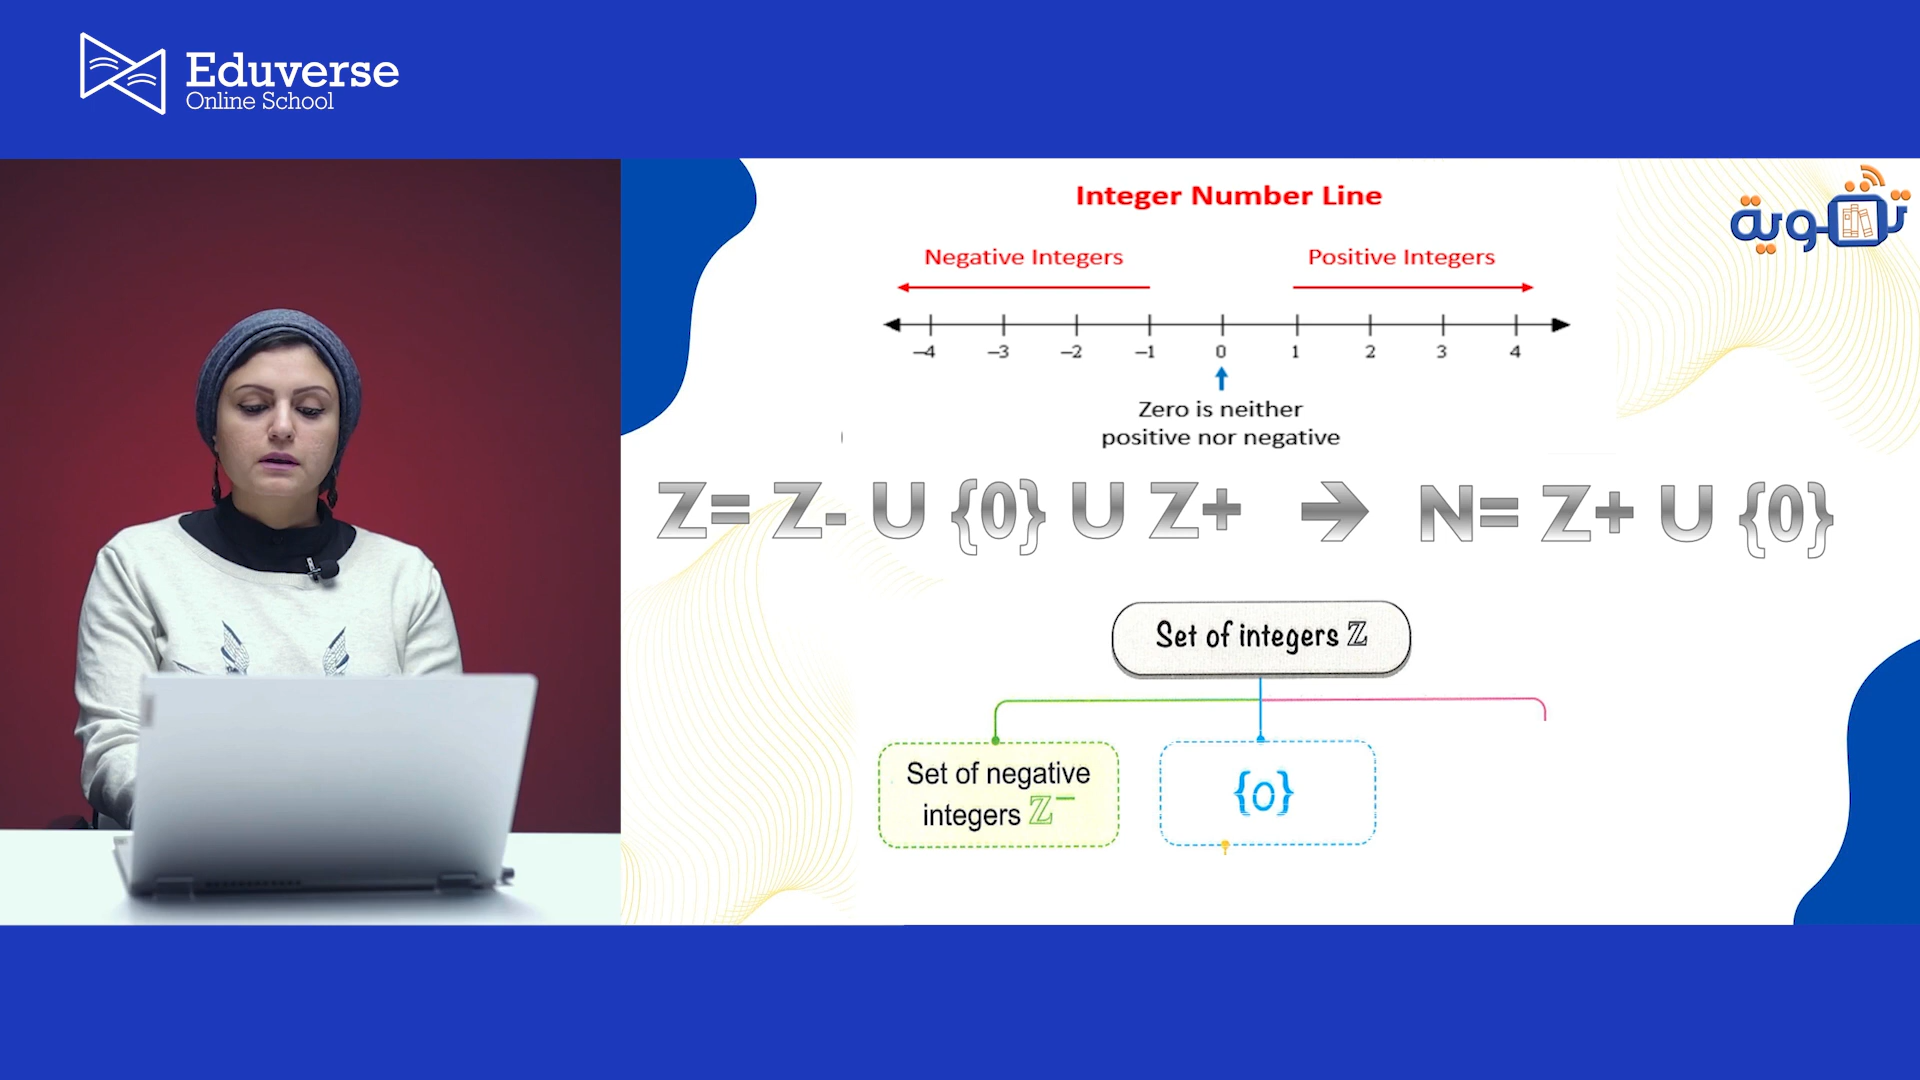 Eduverse
Online School
تقوية
Integer Number Line
Negative Integers
Positive Integers
–4 –3 –2 –1 0 1 2 3 4
Zero is neither
positive nor negative
Z= Z- U {0} U Z+ → N= Z+ U {0}
Set of integers ℤ
Set of negative
integers ℤ⁻
{0}